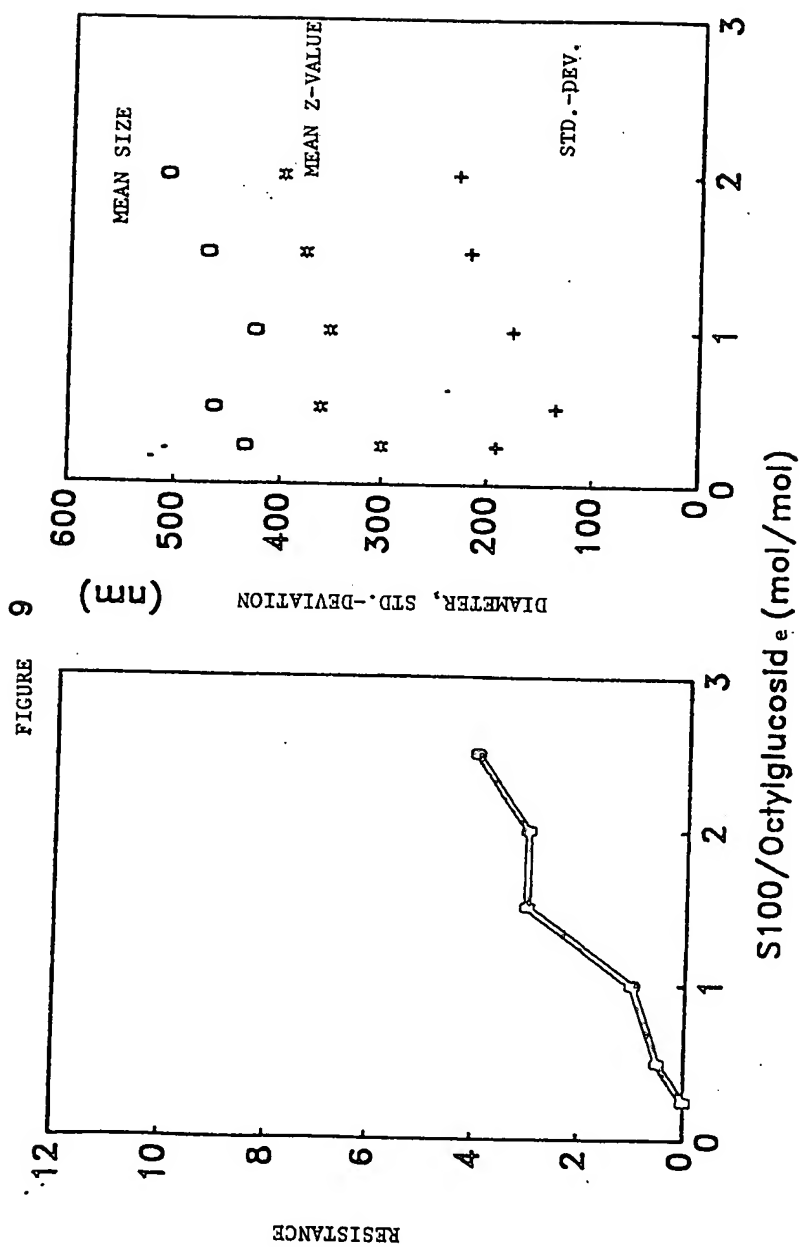 FIGURE 9
RESISTANCE
12
10
8
6
4
2
0
0 1 2 3
DIAMETER, STD.-DEVIATION (nm)
600
500
400
300
200
100
0
0 1 2 3
MEAN SIZE
MEAN Z-VALUE
STD.-DEV.
S100/Octylglucoside (mol/mol)